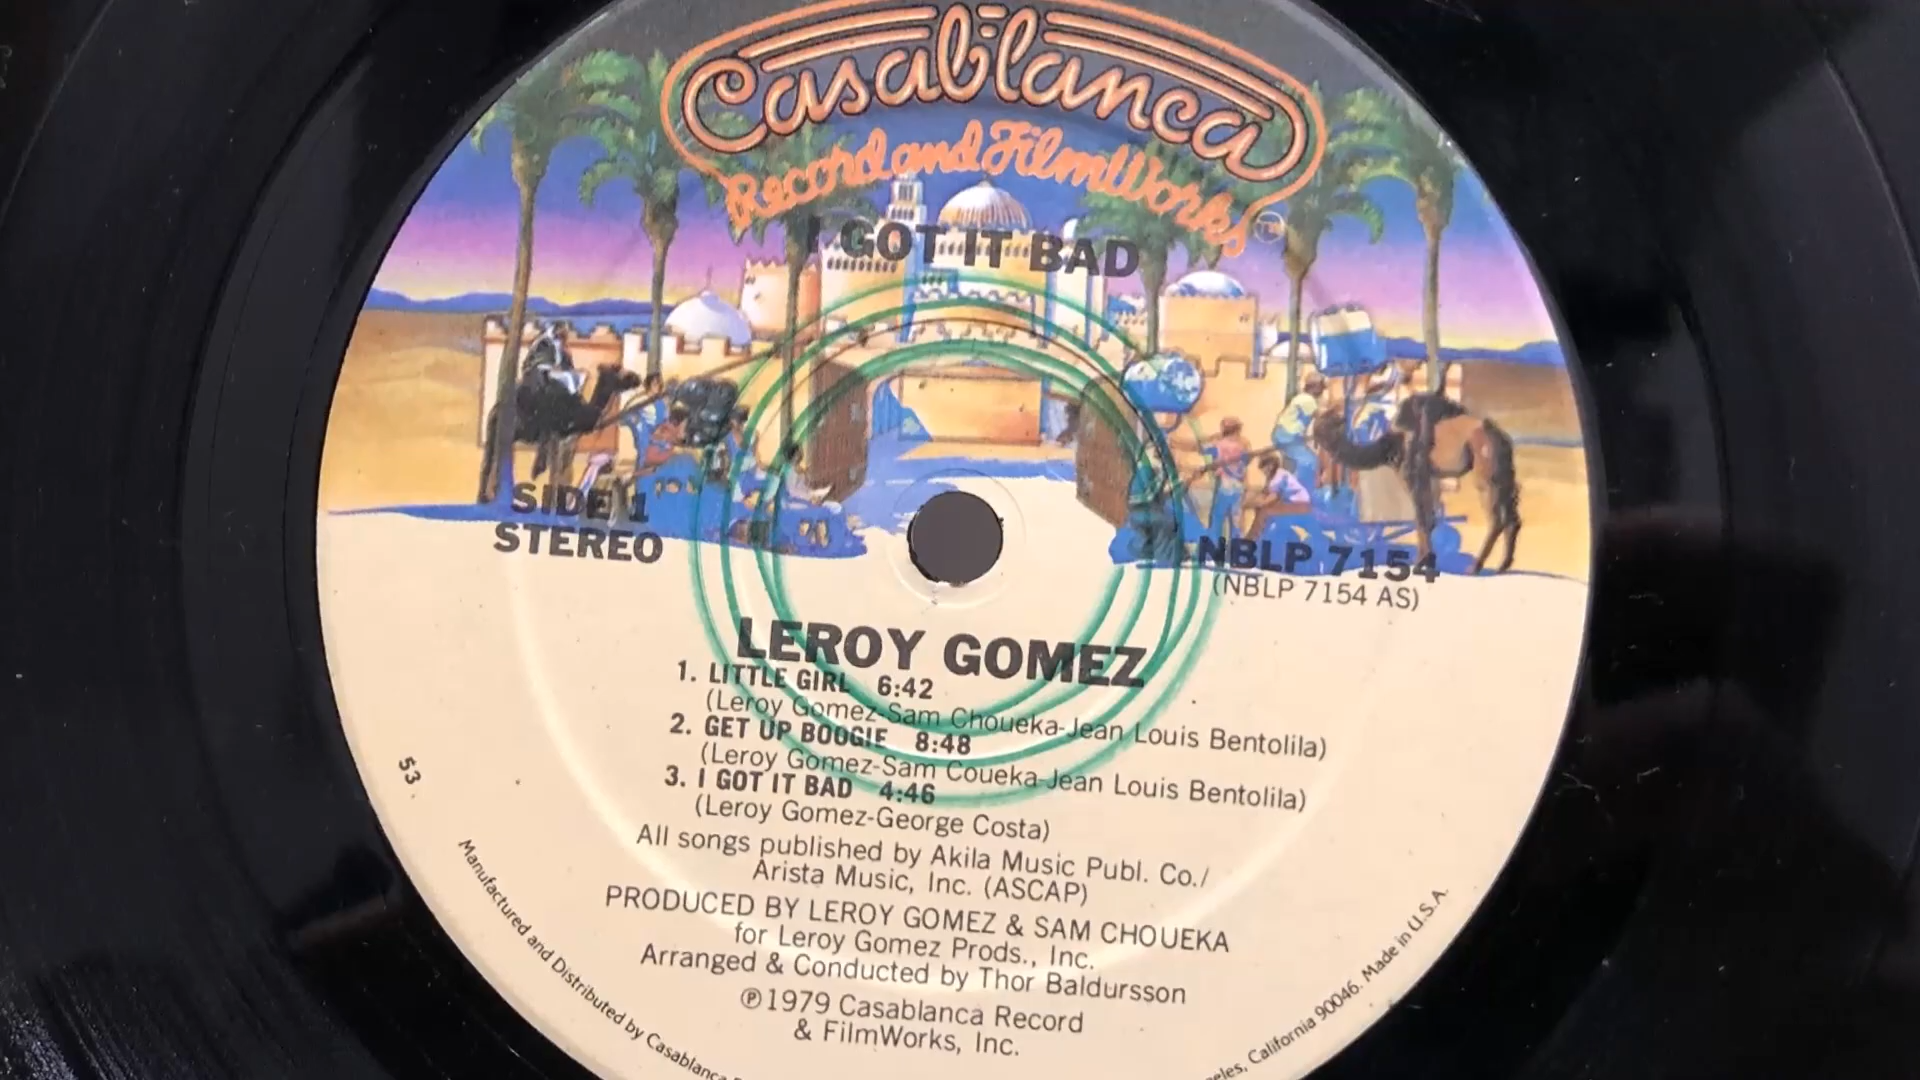 Casablanca
Record and FilmWorks
TM
I GOT IT BAD
SIDE 1
STEREO
NBLP 7154
(NBLP 7154 AS)
LEROY GOMEZ
1. LITTLE GIRL 6:42
(Leroy Gomez-Sam Choueka-Jean Louis Bentolila)
2. GET UP BOOGIE 8:48
(Leroy Gomez-Sam Coueka-Jean Louis Bentolila)
3. I GOT IT BAD 4:46
(Leroy Gomez-George Costa)
All songs published by Akila Music Publ. Co./
Arista Music, Inc. (ASCAP)
PRODUCED BY LEROY GOMEZ & SAM CHOUEKA
for Leroy Gomez Prods., Inc.
Arranged & Conducted by Thor Baldursson
℗1979 Casablanca Record
& FilmWorks, Inc.
53
Manufactured and Distributed by Casablanca
California 90046. Made in U.S.A.